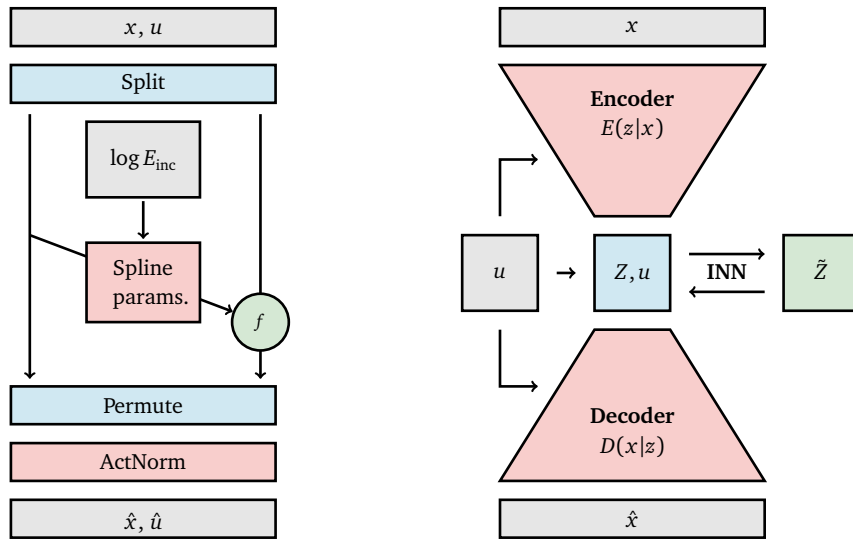 x, u
Split
log E_inc
Spline
params.
f
Permute
ActNorm
x̂, û
x
Encoder
E(z|x)
u
Z, u
INN
Z̃
Decoder
D(x|z)
x̂